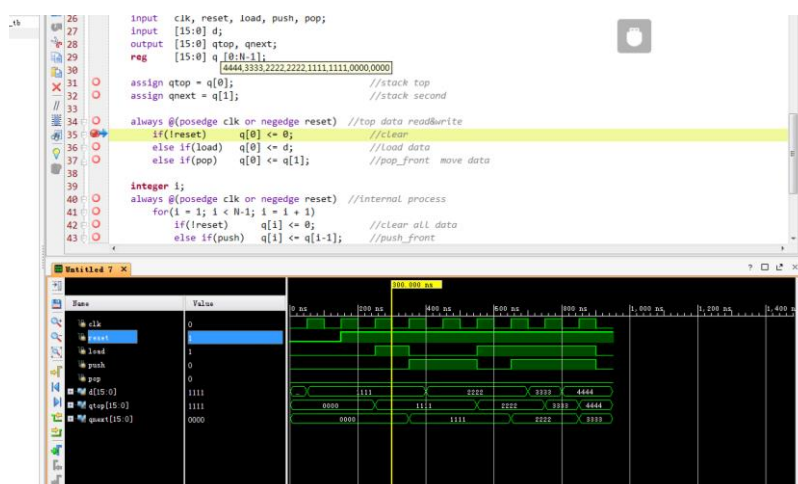 _tb
26 input clk, reset, load, push, pop;
27 input [15:0] d;
28 output [15:0] qtop, qnext;
29 reg [15:0] q [0:N-1];
4444,3333,2222,2222,1111,1111,0000,0000
30
31 assign qtop = q[0]; //stack top
32 assign qnext = q[1]; //stack second
33
34 always @(posedge clk or negedge reset) //top data read&write
35 if(!reset) q[0] <= 0; //clear
36 else if(load) q[0] <= d; //load data
37 else if(pop) q[0] <= q[1]; //pop_front move data
38
39 integer i;
40 always @(posedge clk or negedge reset) //internal process
41 for(i = 1; i < N-1; i = i + 1)
42 if(!reset) q[i] <= 0; //clear all data
43 else if(push) q[i] <= q[i-1]; //push_front
Untitled 7
300.000 ns
Name Value 0 ns 200 ns 400 ns 600 ns 800 ns 1,000 ns 1,200 ns 1,400 n
clk 0
reset 1
load 1
push 0
pop 0
d[15:0] 1111 1111 2222 3333 4444
qtop[15:0] 1111 0000 1111 2222 3333 4444
qnext[15:0] 0000 0000 1111 2222 3333